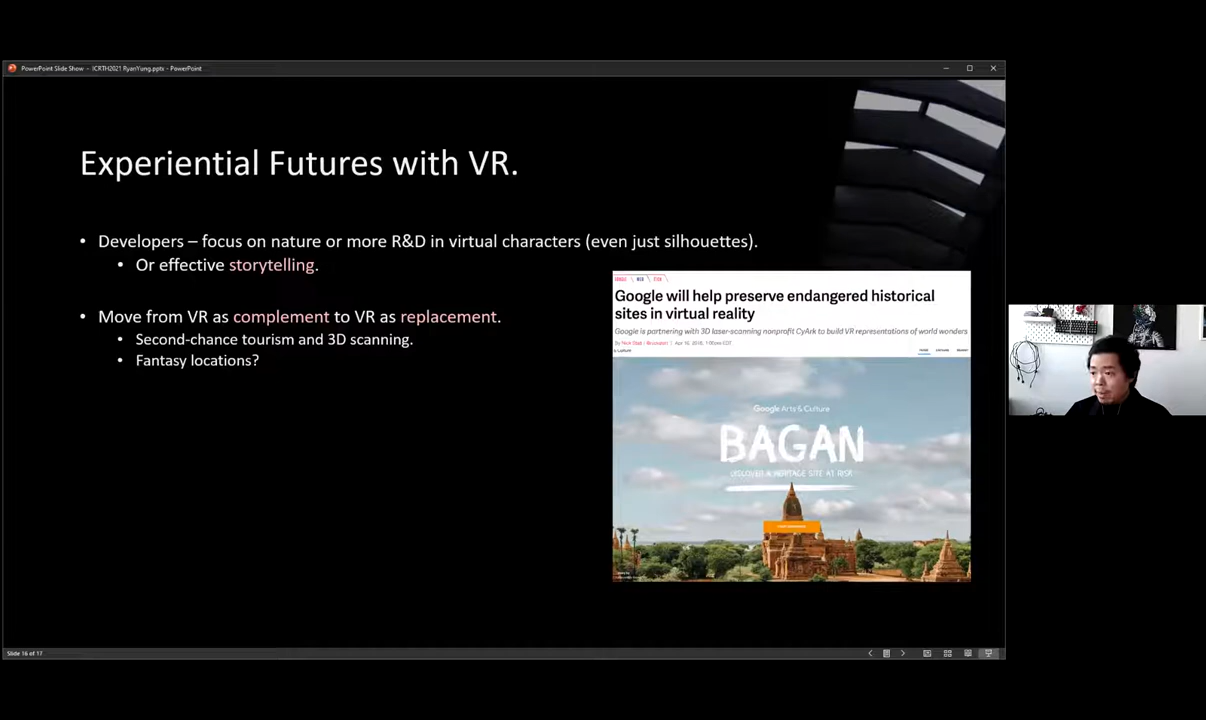 PowerPoint Slide Show - ICRTH2021 RyanYung.pptx - PowerPoint
Experiential Futures with VR.
• Developers – focus on nature or more R&D in virtual characters (even just silhouettes).
• Or effective storytelling.
• Move from VR as complement to VR as replacement.
• Second-chance tourism and 3D scanning.
• Fantasy locations?
Google will help preserve endangered historical
sites in virtual reality
Google is partnering with 3D laser-scanning nonprofit CyArk to build VR representations of world wonders
Google Arts & Culture
BAGAN
DISCOVER A HERITAGE SITE AT RISK
Slide 16 of 17